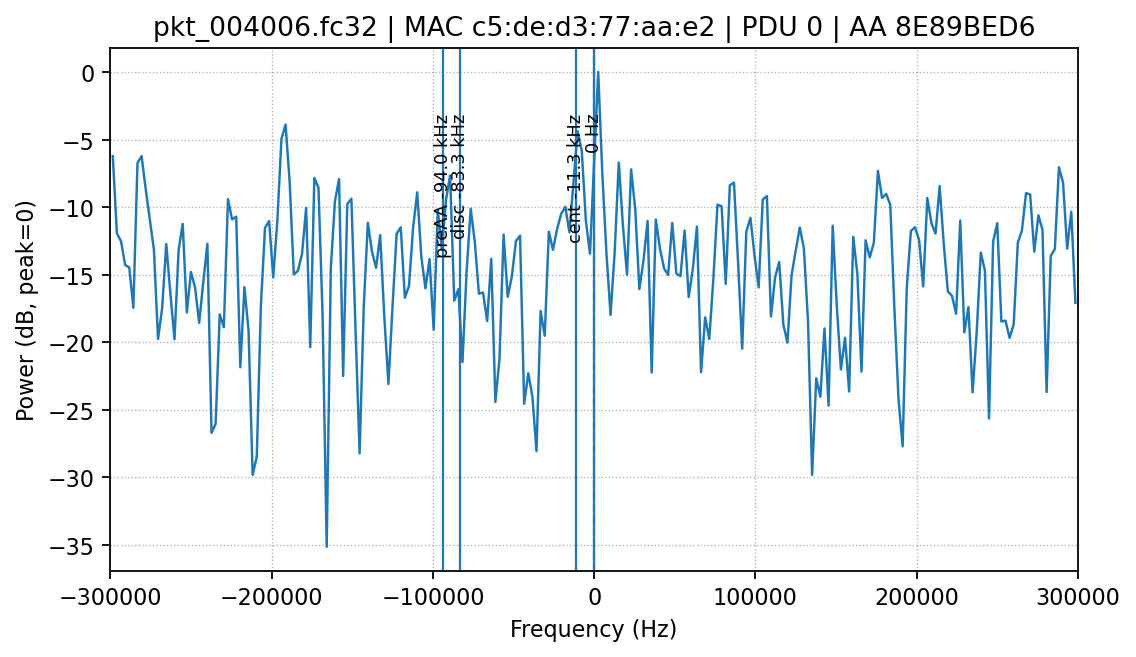 pkt_004006.fc32 | MAC c5:de:d3:77:aa:e2 | PDU 0 | AA 8E89BED6
Power (dB, peak=0)
0
−5
−10
−15
−20
−25
−30
−35
preAA -94.0 kHz
disc -83.3 kHz
cent -11.3 kHz
0 Hz
−300000
−200000
−100000
0
100000
200000
300000
Frequency (Hz)